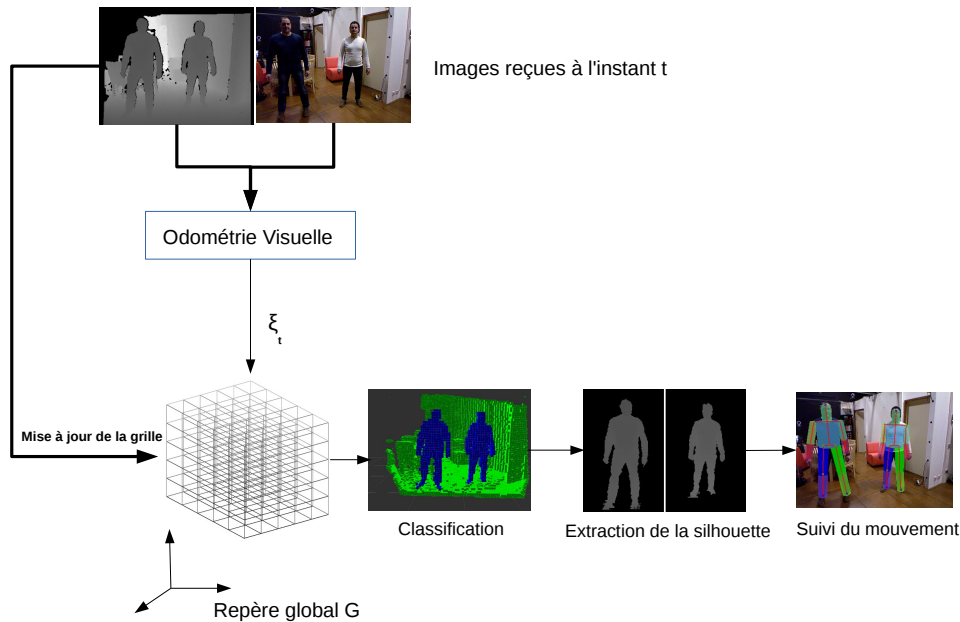 Images reçues à l'instant t
Odométrie Visuelle
ξ
t
Mise à jour de la grille
Classification
Extraction de la silhouette
Suivi du mouvement
Repère global G